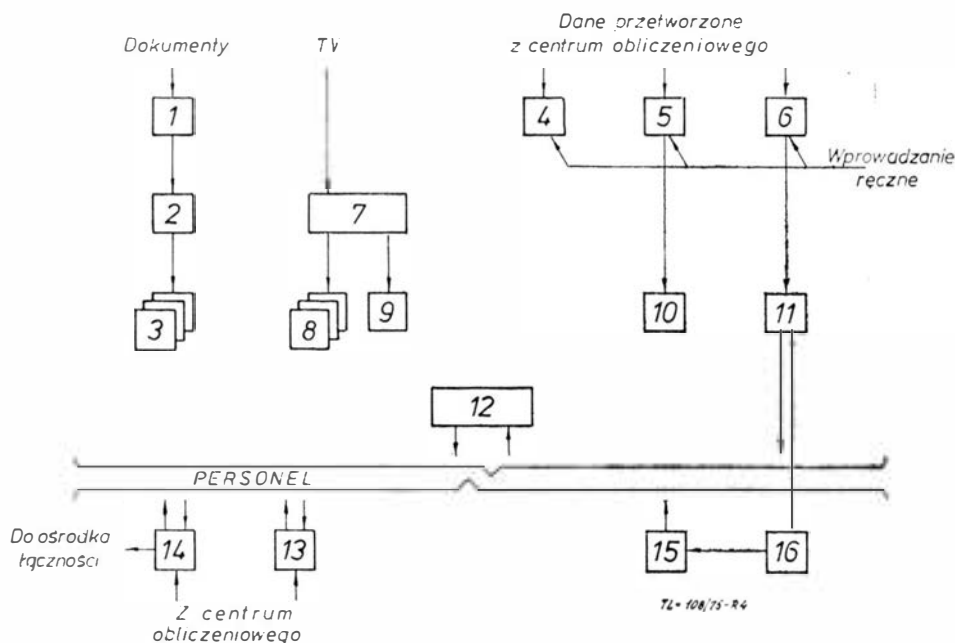 Dane przetworzone
z centrum obliczeniowego
Dokumenty
TV
1
4
5
6
Wprowadzanie
ręczne
2
7
3
8
9
10
11
12
PERSONEL
Do ośrodka
łączności
14
13
15
16
Z centrum
obliczeniowego
TL-108/75-R4